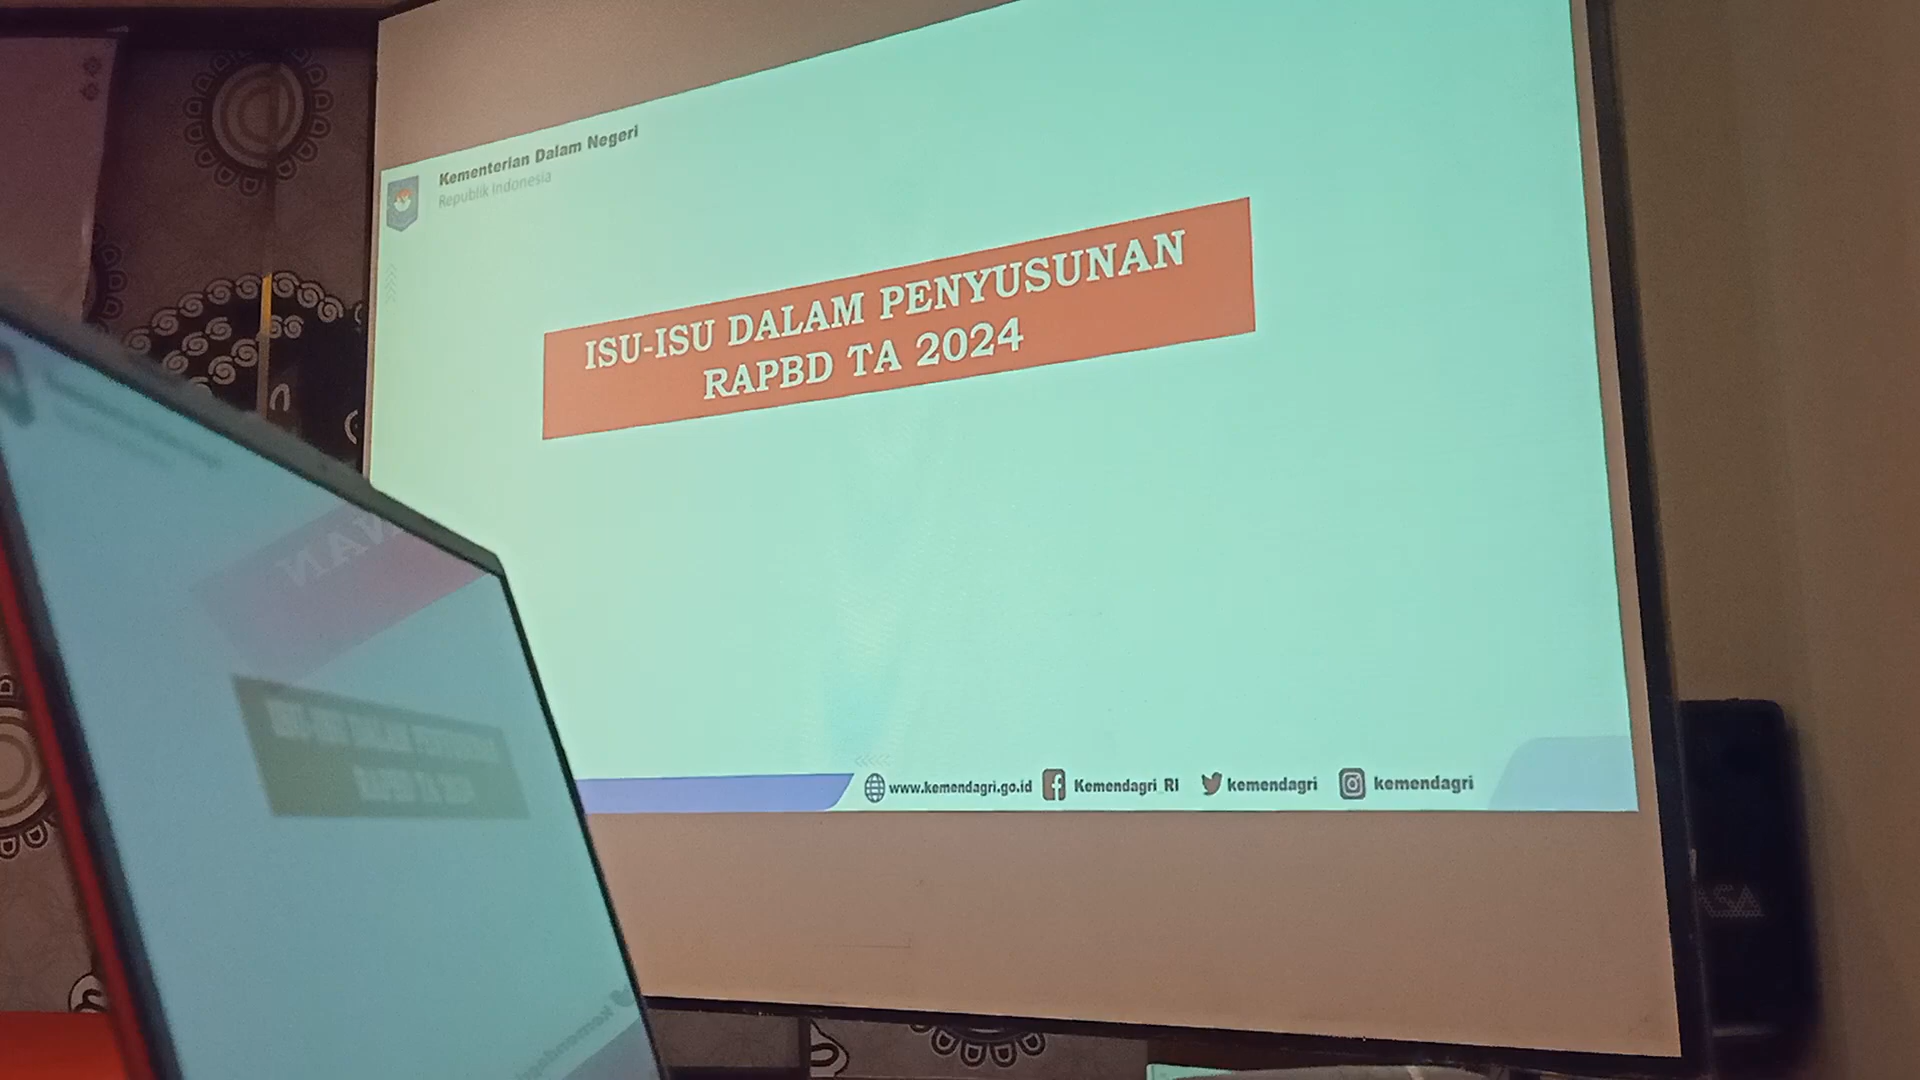 Kementerian Dalam Negeri
Republik Indonesia
ISU-ISU DALAM PENYUSUNAN
RAPBD TA 2024
www.kemendagri.go.id Kemendagri_RI kemendagri kemendagri